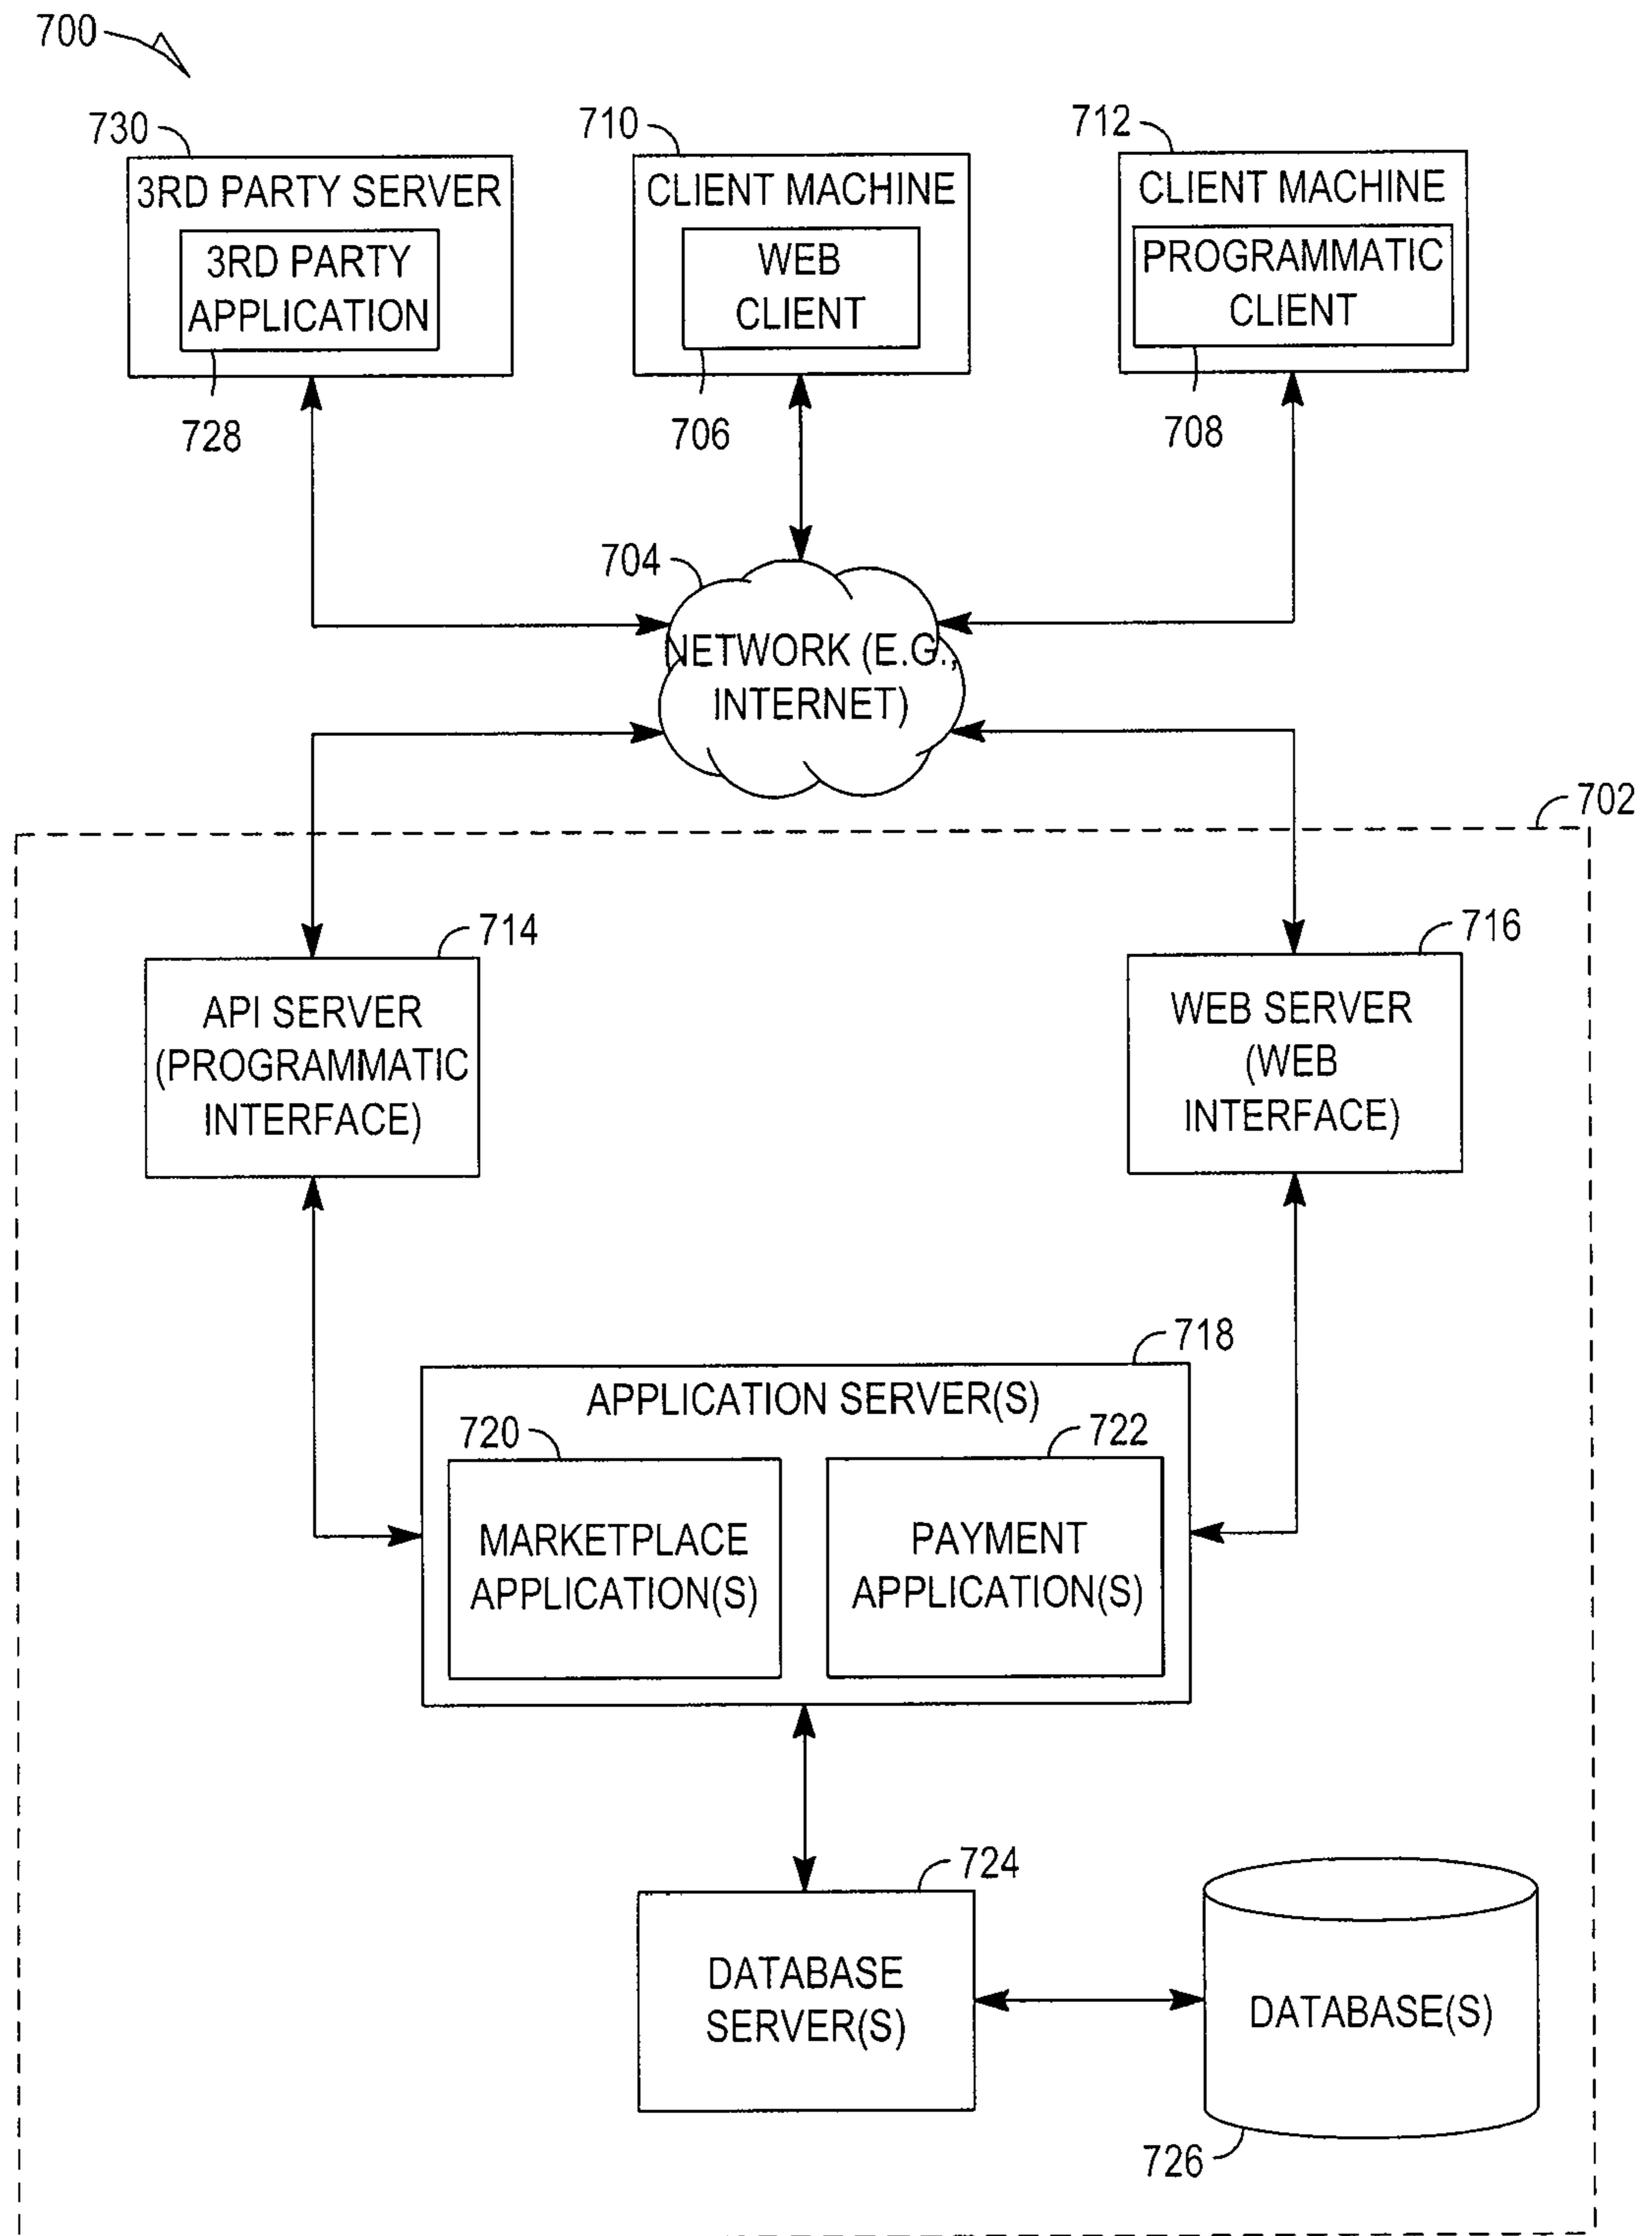 700
730
3RD PARTY SERVER
3RD PARTY
APPLICATION
728
710
CLIENT MACHINE
WEB
CLIENT
706
712
CLIENT MACHINE
PROGRAMMATIC
CLIENT
708
704
NETWORK (E.G.,
INTERNET)
702
714
API SERVER
(PROGRAMMATIC
INTERFACE)
716
WEB SERVER
(WEB
INTERFACE)
718
APPLICATION SERVER(S)
720
MARKETPLACE
APPLICATION(S)
722
PAYMENT
APPLICATION(S)
724
DATABASE
SERVER(S)
DATABASE(S)
726